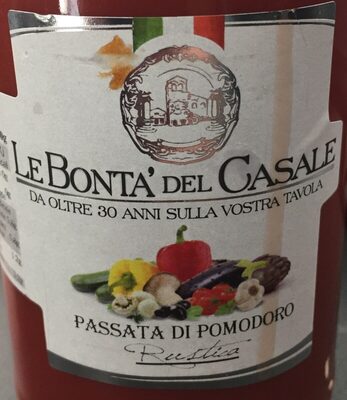 LE BONTA' DEL CASALE
DA OLTRE 30 ANNI SULLA VOSTRA TAVOLA
PASSATA DI POMODORO
Rustica